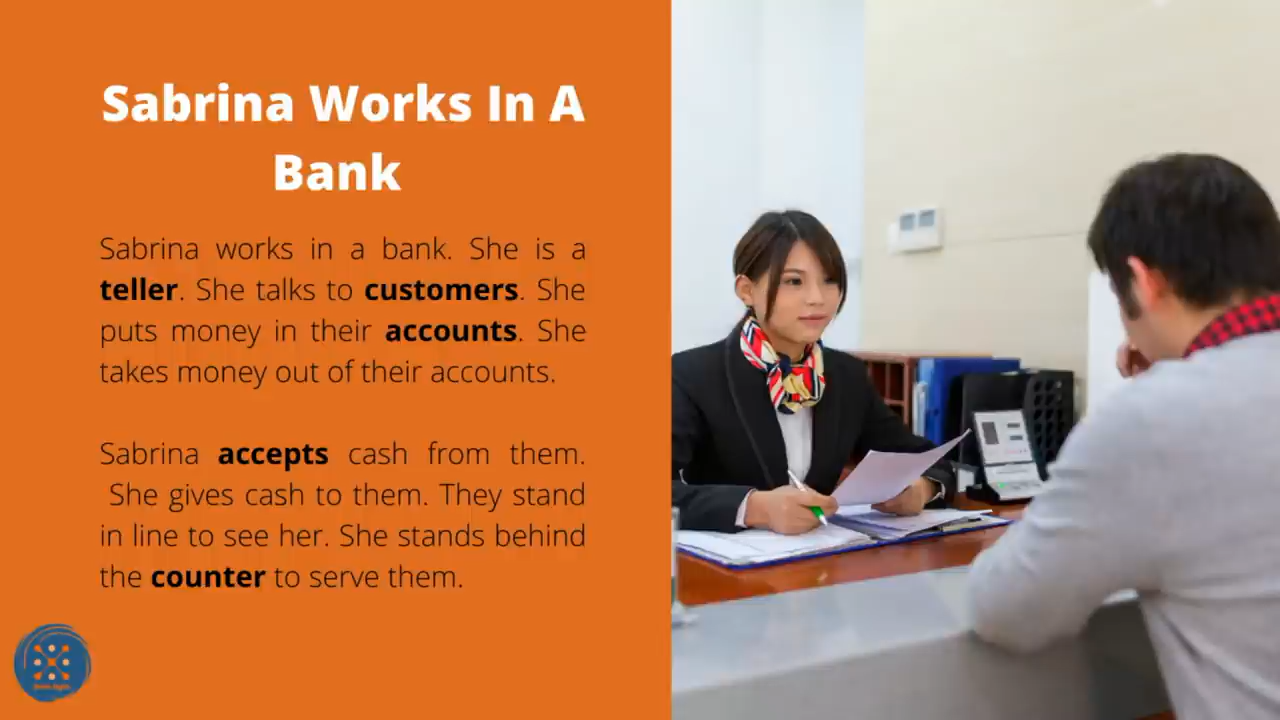 Sabrina Works In A
Bank
Sabrina works in a bank. She is a
teller. She talks to customers. She
puts money in their accounts. She
takes money out of their accounts.
Sabrina accepts cash from them.
She gives cash to them. They stand
in line to see her. She stands behind
the counter to serve them.